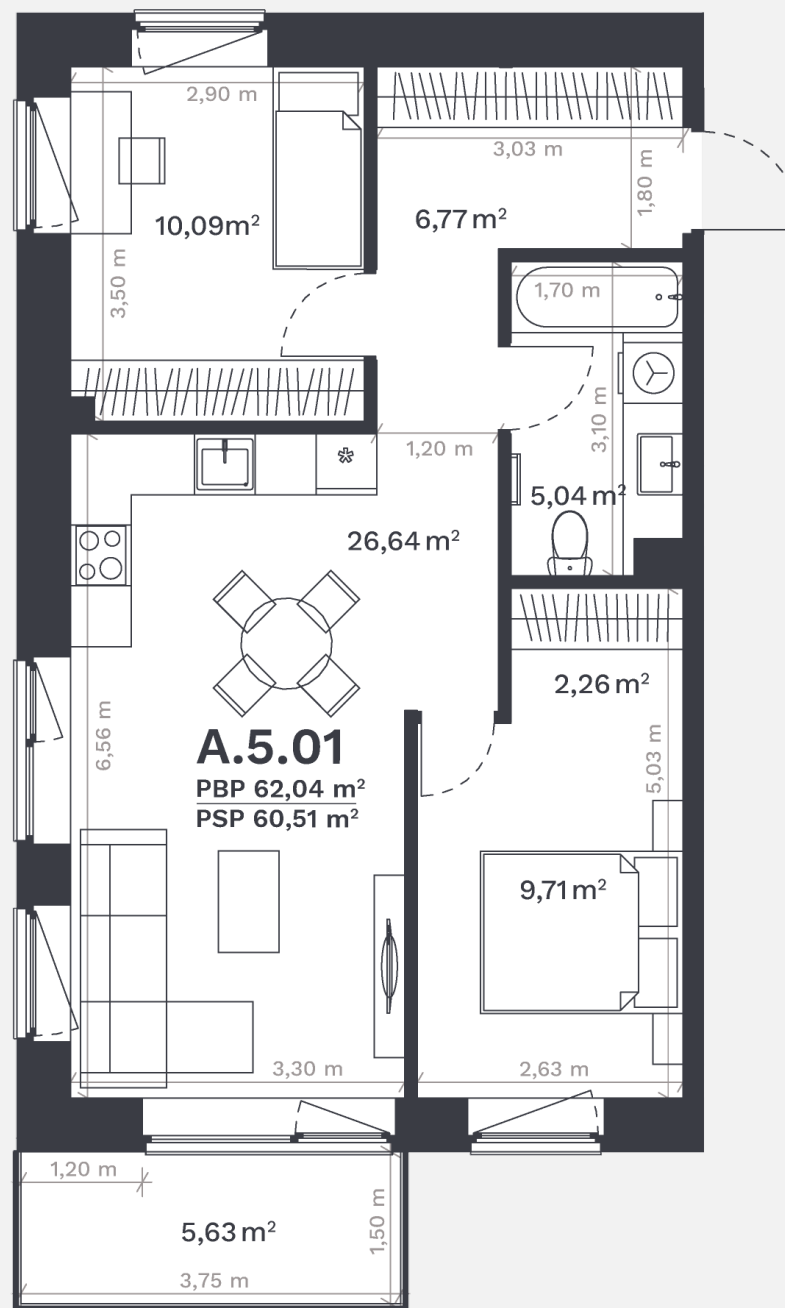 2,90 m
3,03 m
1,80 m
10,09m²
6,77 m²
3,50 m
1,70 m
3,10 m
1,20 m
*
5,04 m²
26,64 m²
2,26 m²
6,56 m
A.5.01
PBP 62,04 m²
PSP 60,51 m²
5,03 m
9,71 m²
3,30 m
2,63 m
1,20 m
5,63 m²
1,50 m
3,75 m